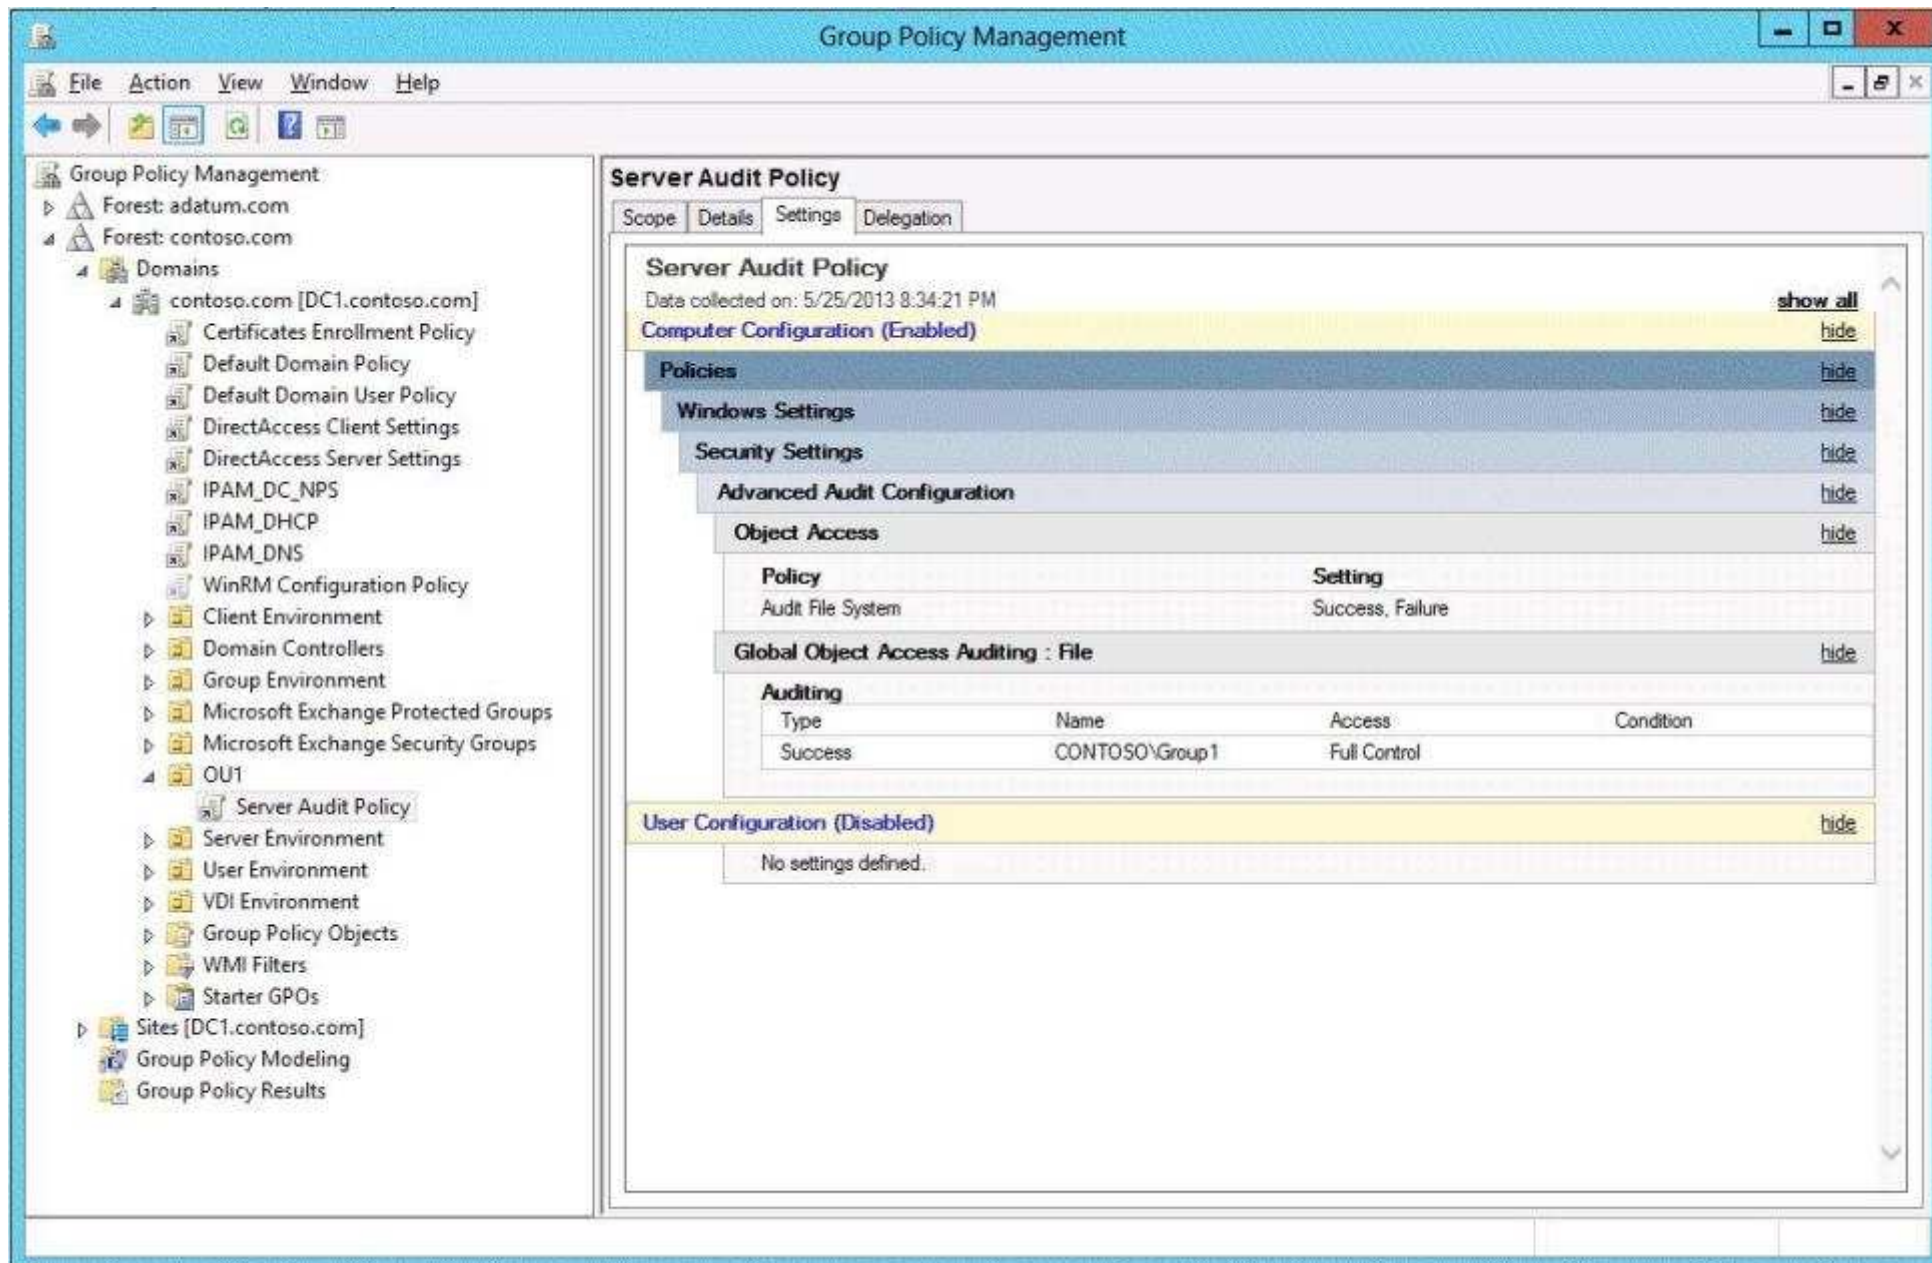 Group Policy Management
File Action View Window Help
Group Policy Management
Forest: adatum.com
Forest: contoso.com
Domains
contoso.com [DC1.contoso.com]
Certificates Enrollment Policy
Default Domain Policy
Default Domain User Policy
DirectAccess Client Settings
DirectAccess Server Settings
IPAM_DC_NPS
IPAM_DHCP
IPAM_DNS
WinRM Configuration Policy
Client Environment
Domain Controllers
Group Environment
Microsoft Exchange Protected Groups
Microsoft Exchange Security Groups
OU1
Server Audit Policy
Server Environment
User Environment
VDI Environment
Group Policy Objects
WMI Filters
Starter GPOs
Sites [DC1.contoso.com]
Group Policy Modeling
Group Policy Results
Server Audit Policy
Scope Details Settings Delegation
Server Audit Policy
Data collected on: 5/25/2013 8:34:21 PM show all
Computer Configuration (Enabled) hide
Policies hide
Windows Settings hide
Security Settings hide
Advanced Audit Configuration hide
Object Access hide
Policy Setting
Audit File System Success, Failure
Global Object Access Auditing : File hide
Auditing
Type Name Access Condition
Success CONTOSO\Group1 Full Control
User Configuration (Disabled) hide
No settings defined.